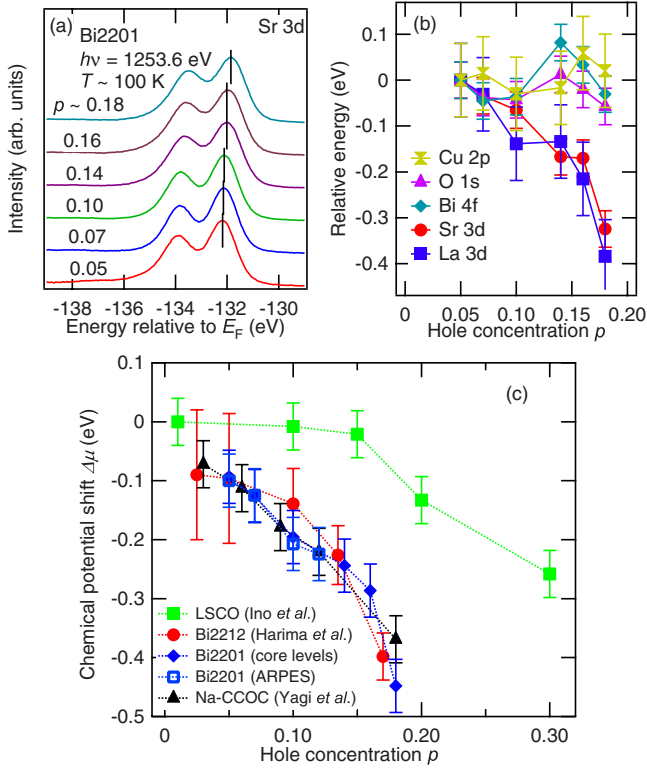 (a)
Sr 3d
Bi2201
hν = 1253.6 eV
T ~ 100 K
p ~ 0.18
0.16
0.14
0.10
0.07
0.05
Intensity (arb. units)
-138 -136 -134 -132 -130
Energy relative to E_F (eV)
(b)
0.1
0
-0.1
-0.2
-0.3
-0.4
Relative energy (eV)
Cu 2p
O 1s
Bi 4f
Sr 3d
La 3d
0 0.05 0.10 0.15 0.20
Hole concentration p
(c)
0.1
0
-0.1
-0.2
-0.3
-0.4
-0.5
Chemical potential shift Δμ (eV)
LSCO (Ino et al.)
Bi2212 (Harima et al.)
Bi2201 (core levels)
Bi2201 (ARPES)
Na-CCOC (Yagi et al.)
0 0.10 0.20 0.30
Hole concentration p